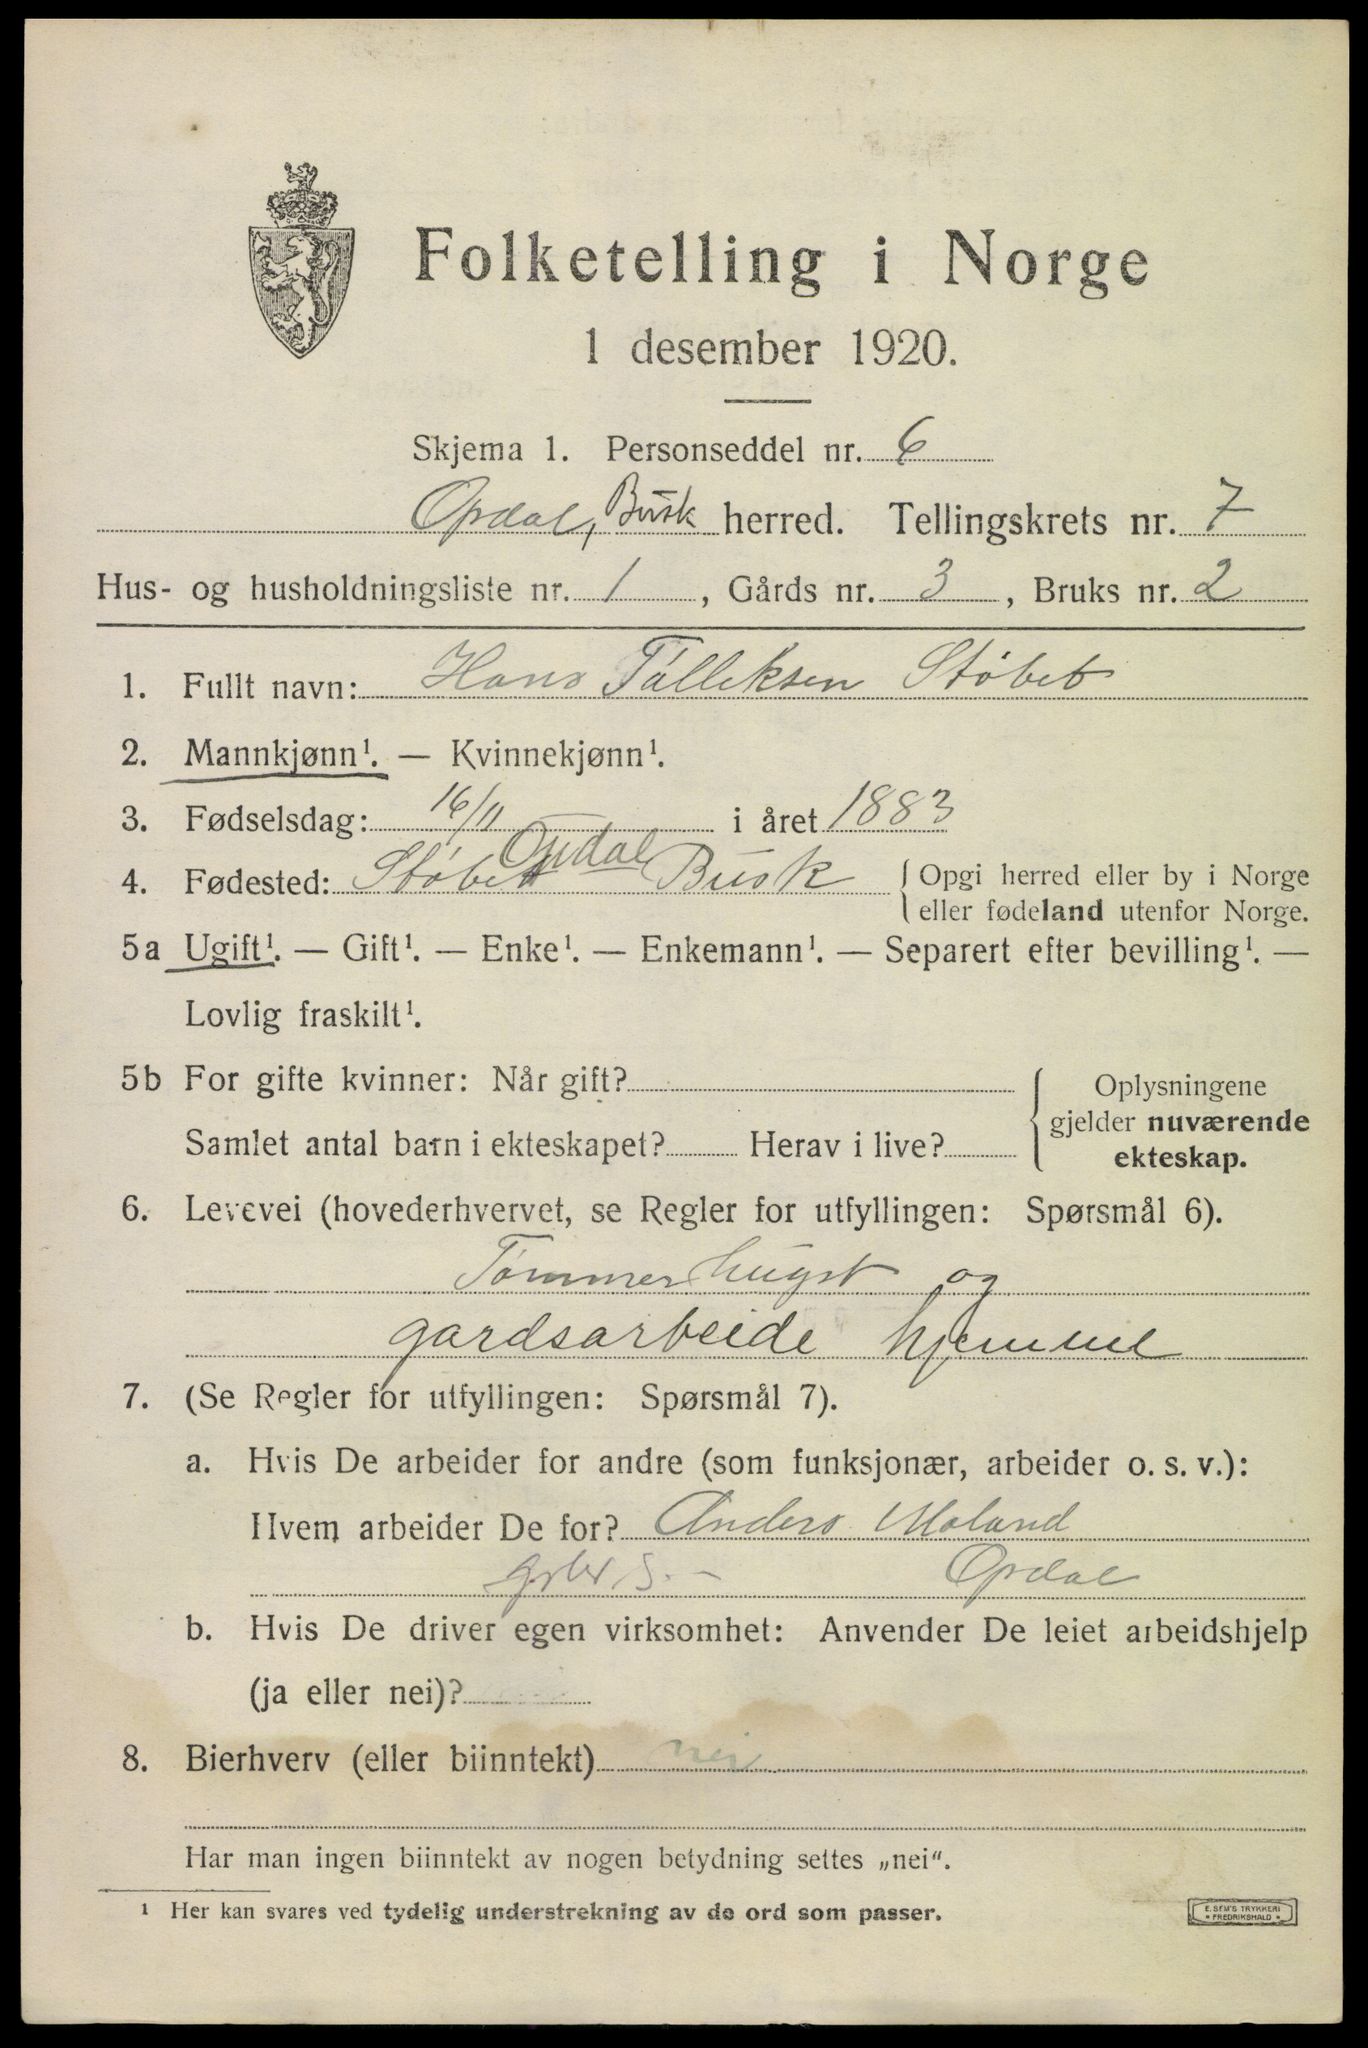 Folketelling i Norge
1 desember 1920.
Skjema 1. Personseddel nr. 6
Opdal, Busk herred. Tellingskrets nr. 7
Hus- og husholdningsliste nr. 1, Gårds nr. 3, Bruks nr. 2
1. Fullt navn: Hans Tólleksen Støbet
2. Mannkjønn¹. — Kvinnekjønn¹.
3. Fødselsdag: 16/11 i året 1883
Opdal
4. Fødested: Støbet Busk { Opgi herred eller by i Norge
eller fødeland utenfor Norge.
5a Ugift¹. — Gift¹. — Enke¹. — Enkemann¹. — Separert efter bevilling¹. —
Lovlig fraskilt¹.
5b For gifte kvinner: Når gift?
Samlet antal barn i ekteskapet? Herav i live?
{ Oplysningene
gjelder nuværende
ekteskap.
6. Levevei (hovederhvervet, se Regler for utfyllingen: Spørsmål 6).
Tømmerhugst og
gardsarbeide hjemme
7. (Se Regler for utfyllingen: Spørsmål 7).
a. Hvis De arbeider for andre (som funksjonær, arbeider o. s. v.):
Hvem arbeider De for? Anders Moland
Opdal
b. Hvis De driver egen virksomhet: Anvender De leiet arbeidshjelp
(ja eller nei)?
8. Bierhverv (eller biinntekt) nei
Har man ingen biinntekt av nogen betydning settes „nei“.
¹ Her kan svares ved tydelig understrekning av de ord som passer.
E. SEM'S TRYKKERI
• FREDRIKSHALD •